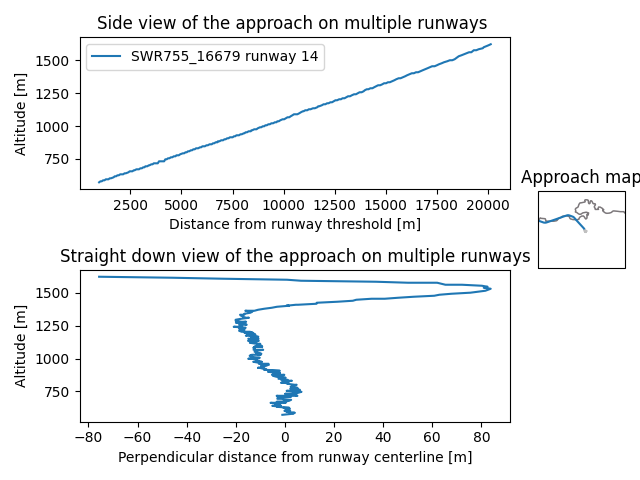 Side view of the approach on multiple runways
Altitude [m]
1500
1250
1000
750
SWR755_16679 runway 14
2500 5000 7500 10000 12500 15000 17500 20000
Distance from runway threshold [m]
Approach map
Straight down view of the approach on multiple runways
Altitude [m]
1500
1250
1000
750
−80 −60 −40 −20 0 20 40 60 80
Perpendicular distance from runway centerline [m]